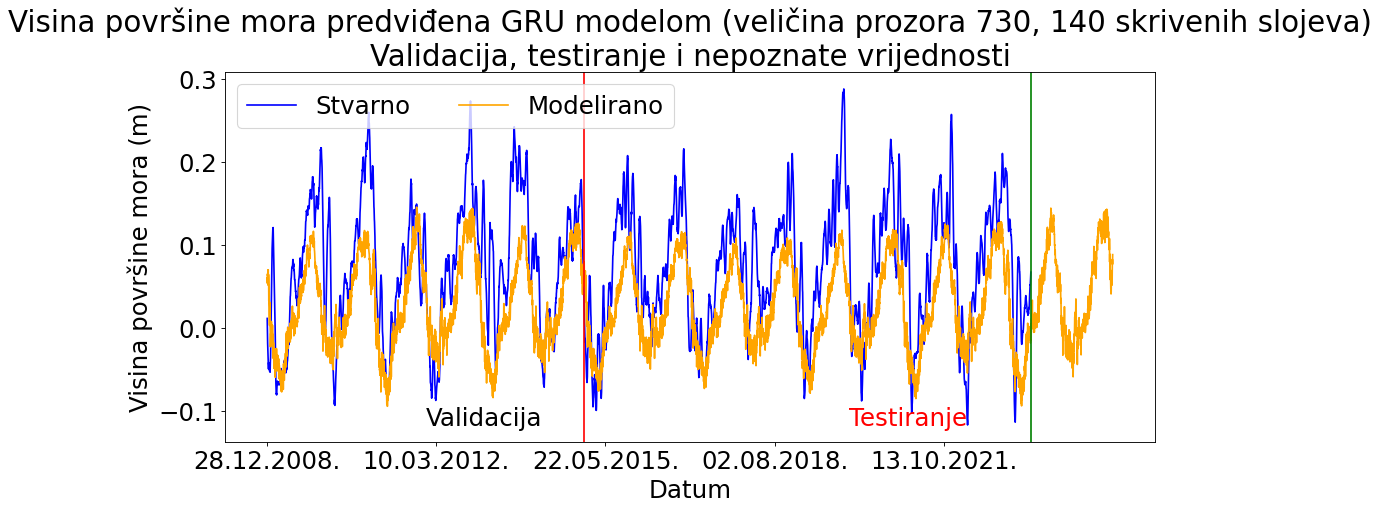 Visina površine mora predviđena GRU modelom (veličina prozora 730, 140 skrivenih slojeva)
Validacija, testiranje i nepoznate vrijednosti
Stvarno
Modelirano
Visina površine mora (m)
0.3
0.2
0.1
0.0
−0.1
Validacija
Testiranje
28.12.2008.
10.03.2012.
22.05.2015.
02.08.2018.
13.10.2021.
Datum